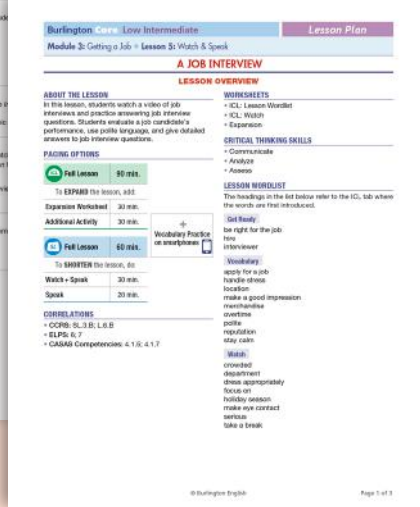 Burlington Core Low Intermediate
Lesson Plan
Module 3: Getting a Job • Lesson 5: Watch & Speak
A JOB INTERVIEW
LESSON OVERVIEW
ABOUT THE LESSON
In this lesson, students watch a video of job
interviews and practice answering job interview
questions. Students evaluate a job candidate's
performance, use polite language, and give detailed
answers to job interview questions.
PACING OPTIONS
Full Lesson 90 min.
To EXPAND the lesson, add:
Expansion Worksheet 30 min.
Additional Activity 30 min.
Full Lesson 60 min.
To SHORTEN the lesson, do:
Watch + Speak 30 min.
Speak 20 min.
+
Vocabulary Practice
on smartphones
CORRELATIONS
• CCRS: SL.3.B; L.6.B
• ELPS: 6; 7
• CASAS Competencies: 4.1.5; 4.1.7
WORKSHEETS
• ICL: Lesson Wordlist
• ICL: Watch
• Expansion
CRITICAL THINKING SKILLS
• Communicate
• Analyze
• Assess
LESSON WORDLIST
The headings in the list below refer to the ICL tab where
the words are first introduced.
Get Ready
be right for the job
hire
interviewer
Vocabulary
apply for a job
handle stress
location
make a good impression
merchandise
overtime
polite
reputation
stay calm
Watch
crowded
department
dress appropriately
focus on
holiday season
make eye contact
serious
take a break
© Burlington English
Page 1 of 3